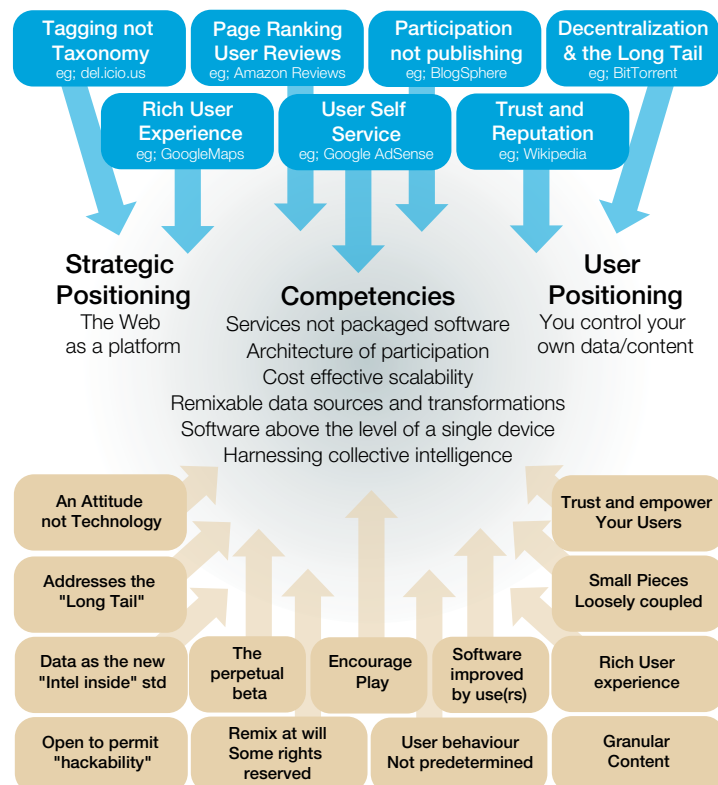 Tagging not
Taxonomy
eg; del.icio.us
Page Ranking
User Reviews
eg; Amazon Reviews
Participation
not publishing
eg; BlogSphere
Decentralization
& the Long Tail
eg; BitTorrent
Rich User
Experience
eg; GoogleMaps
User Self
Service
eg; Google AdSense
Trust and
Reputation
eg; Wikipedia
Strategic
Positioning
The Web
as a platform
Competencies
Services not packaged software
Architecture of participation
Cost effective scalability
Remixable data sources and transformations
Software above the level of a single device
Harnessing collective intelligence
User
Positioning
You control your
own data/content
An Attitude
not Technology
Trust and empower
Your Users
Addresses the
"Long Tail"
Small Pieces
Loosely coupled
Data as the new
"Intel inside" std
The
perpetual
beta
Encourage
Play
Software
improved
by use(rs)
Rich User
experience
Open to permit
"hackability"
Remix at will
Some rights
reserved
User behaviour
Not predetermined
Granular
Content